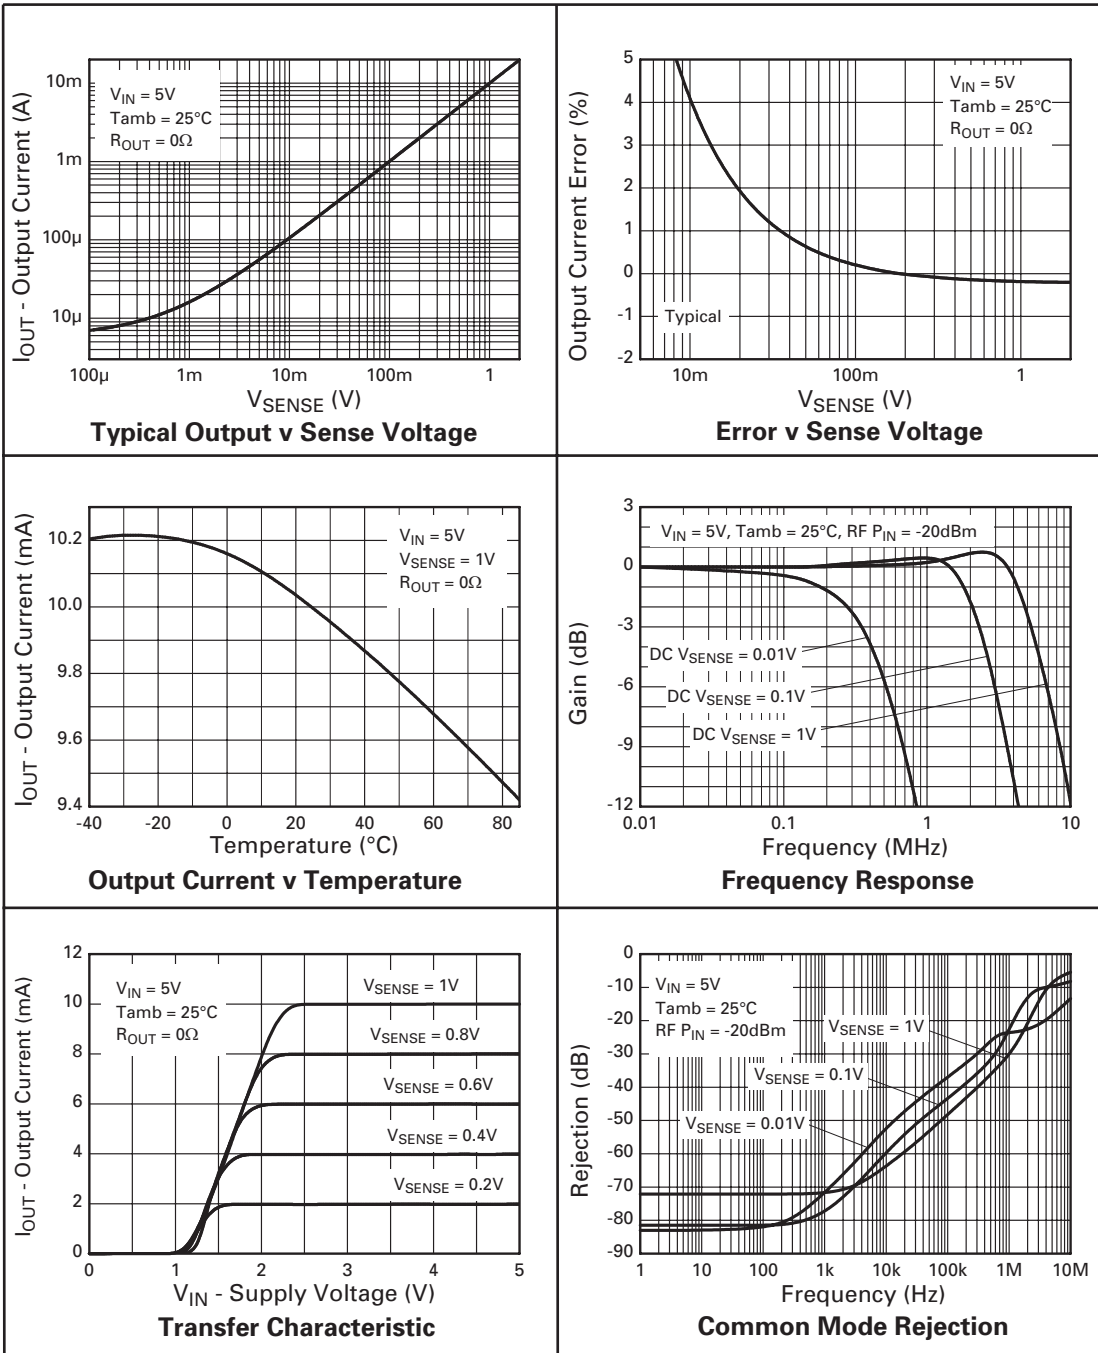 10m
1m
100µ
10µ
V_IN = 5V
Tamb = 25°C
R_OUT = 0Ω
I_OUT - Output Current (A)
100µ 1m 10m 100m 1
V_SENSE (V)
Typical Output v Sense Voltage
5
4
3
2
1
0
-1
-2
V_IN = 5V
Tamb = 25°C
R_OUT = 0Ω
Typical
Output Current Error (%)
10m 100m 1
V_SENSE (V)
Error v Sense Voltage
10.2
10.0
9.8
9.6
9.4
V_IN = 5V
V_SENSE = 1V
R_OUT = 0Ω
I_OUT - Output Current (mA)
-40 -20 0 20 40 60 80
Temperature (°C)
Output Current v Temperature
3
0
-3
-6
-9
-12
V_IN = 5V, Tamb = 25°C, RF P_IN = -20dBm
DC V_SENSE = 0.01V
DC V_SENSE = 0.1V
DC V_SENSE = 1V
Gain (dB)
0.01 0.1 1 10
Frequency (MHz)
Frequency Response
12
10
8
6
4
2
0
V_IN = 5V
Tamb = 25°C
R_OUT = 0Ω
V_SENSE = 1V
V_SENSE = 0.8V
V_SENSE = 0.6V
V_SENSE = 0.4V
V_SENSE = 0.2V
I_OUT - Output Current (mA)
0 1 2 3 4 5
V_IN - Supply Voltage (V)
Transfer Characteristic
0
-10
-20
-30
-40
-50
-60
-70
-80
-90
V_IN = 5V
Tamb = 25°C
RF P_IN = -20dBm
V_SENSE = 1V
V_SENSE = 0.1V
V_SENSE = 0.01V
Rejection (dB)
1 10 100 1k 10k 100k 1M 10M
Frequency (Hz)
Common Mode Rejection